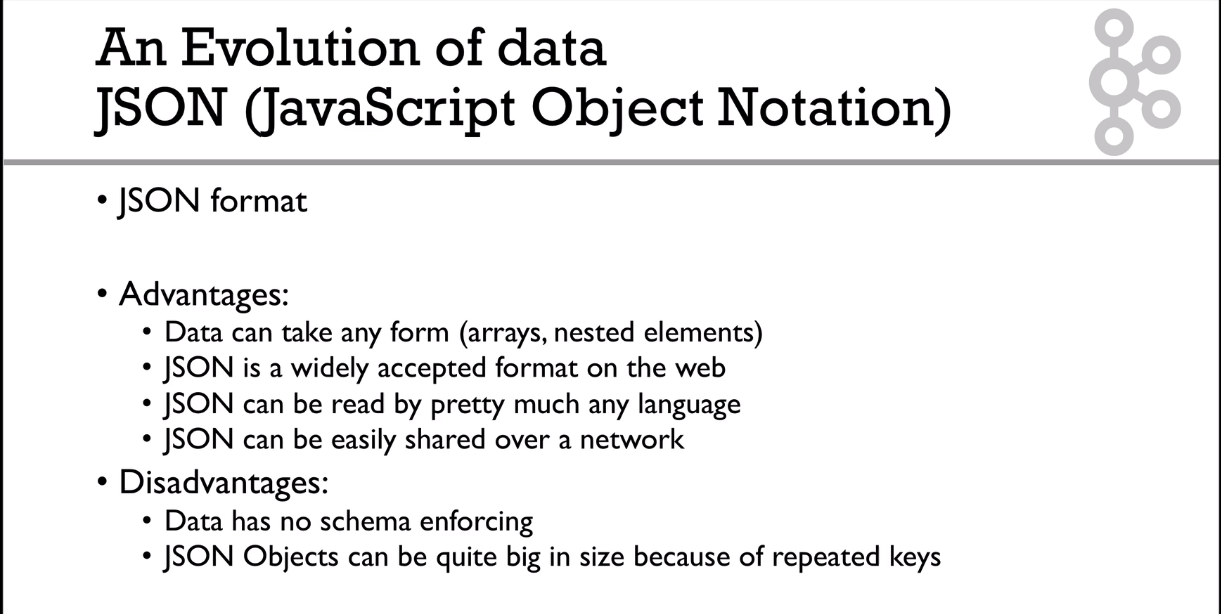 An Evolution of data
JSON (JavaScript Object Notation)
• JSON format
• Advantages:
• Data can take any form (arrays, nested elements)
• JSON is a widely accepted format on the web
• JSON can be read by pretty much any language
• JSON can be easily shared over a network
• Disadvantages:
• Data has no schema enforcing
• JSON Objects can be quite big in size because of repeated keys